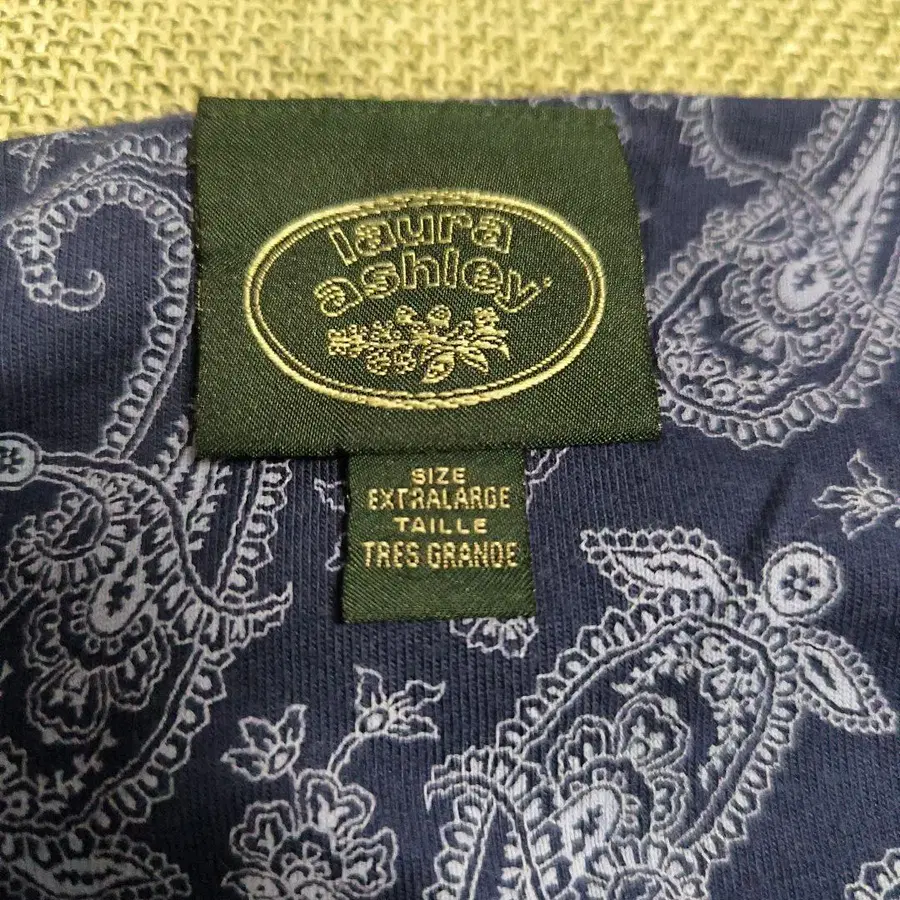 laura
ashley
SIZE
EXTRALARGE
TAILLE
TRES GRANDE